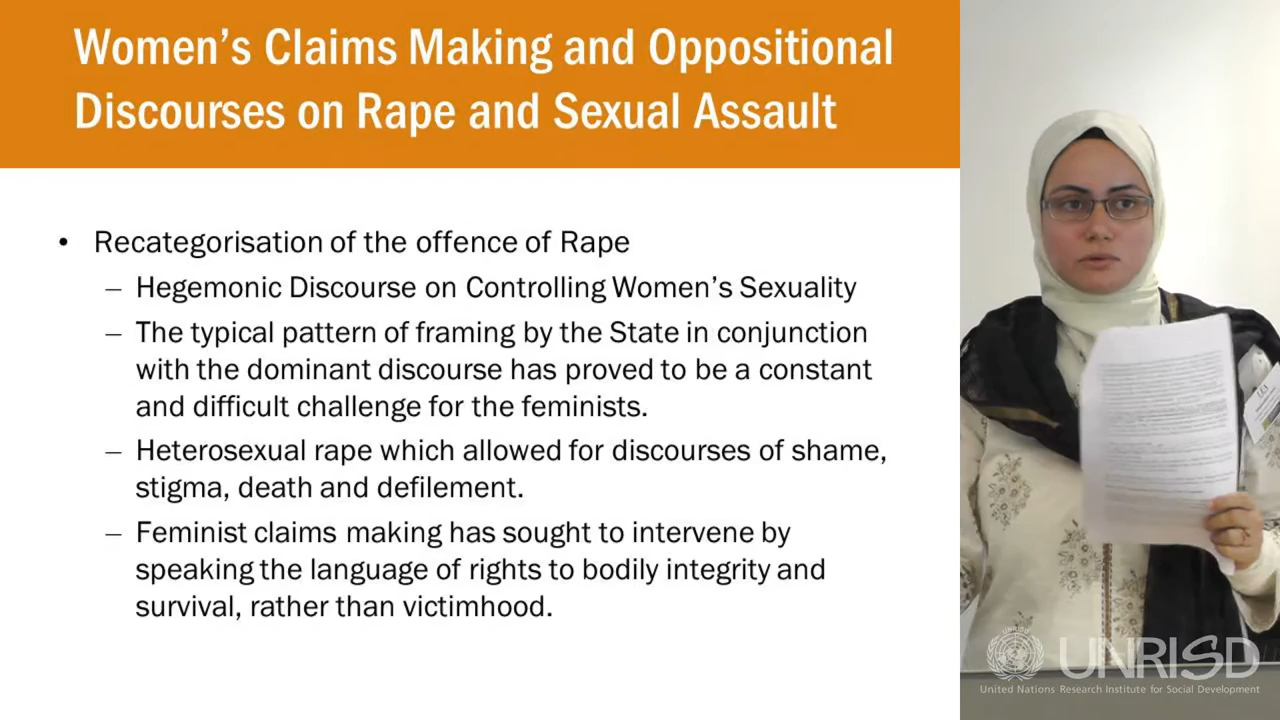 Women’s Claims Making and Oppositional
Discourses on Rape and Sexual Assault
• Recategorisation of the offence of Rape
– Hegemonic Discourse on Controlling Women’s Sexuality
– The typical pattern of framing by the State in conjunction
with the dominant discourse has proved to be a constant
and difficult challenge for the feminists.
– Heterosexual rape which allowed for discourses of shame,
stigma, death and defilement.
– Feminist claims making has sought to intervene by
speaking the language of rights to bodily integrity and
survival, rather than victimhood.
UNRISD
UNRISD
United Nations Research Institute for Social Development